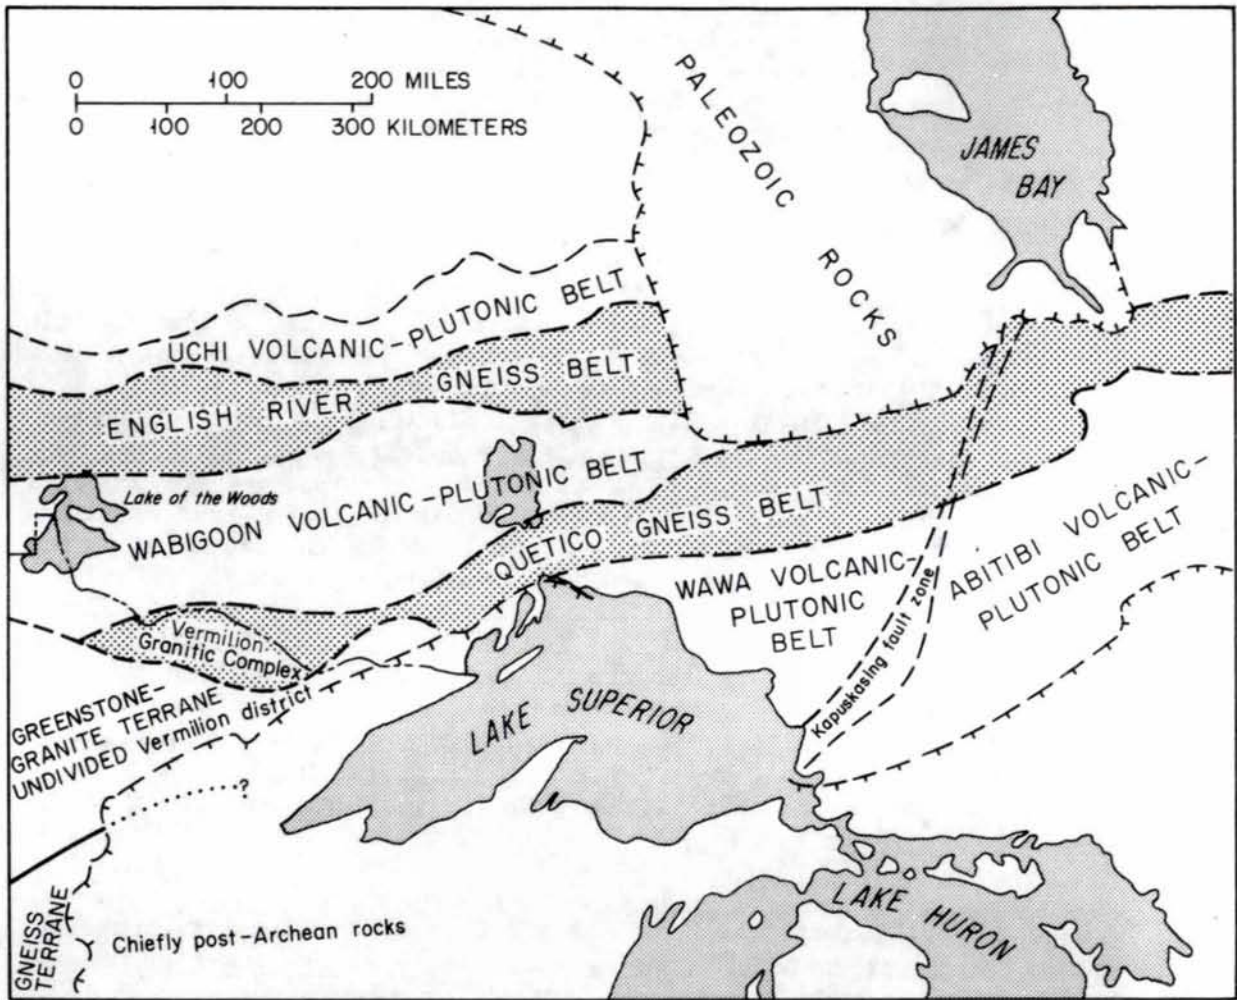 0 100 200 MILES
0 100 200 300 KILOMETERS
PALEOZOIC ROCKS
JAMES
BAY
UCHI VOLCANIC-PLUTONIC BELT
ENGLISH RIVER GNEISS BELT
Lake of the Woods
WABIGOON VOLCANIC-PLUTONIC BELT
QUETICO GNEISS BELT
WAWA VOLCANIC-
PLUTONIC
BELT
ABITIBI VOLCANIC-
PLUTONIC BELT
Kapuskasing fault zone
Vermilion
Granitic Complex
GREENSTONE-
GRANITE TERRANE
UNDIVIDED Vermilion district
LAKE SUPERIOR
?
GNEISS
TERRANE
Chiefly post-Archean rocks
LAKE HURON